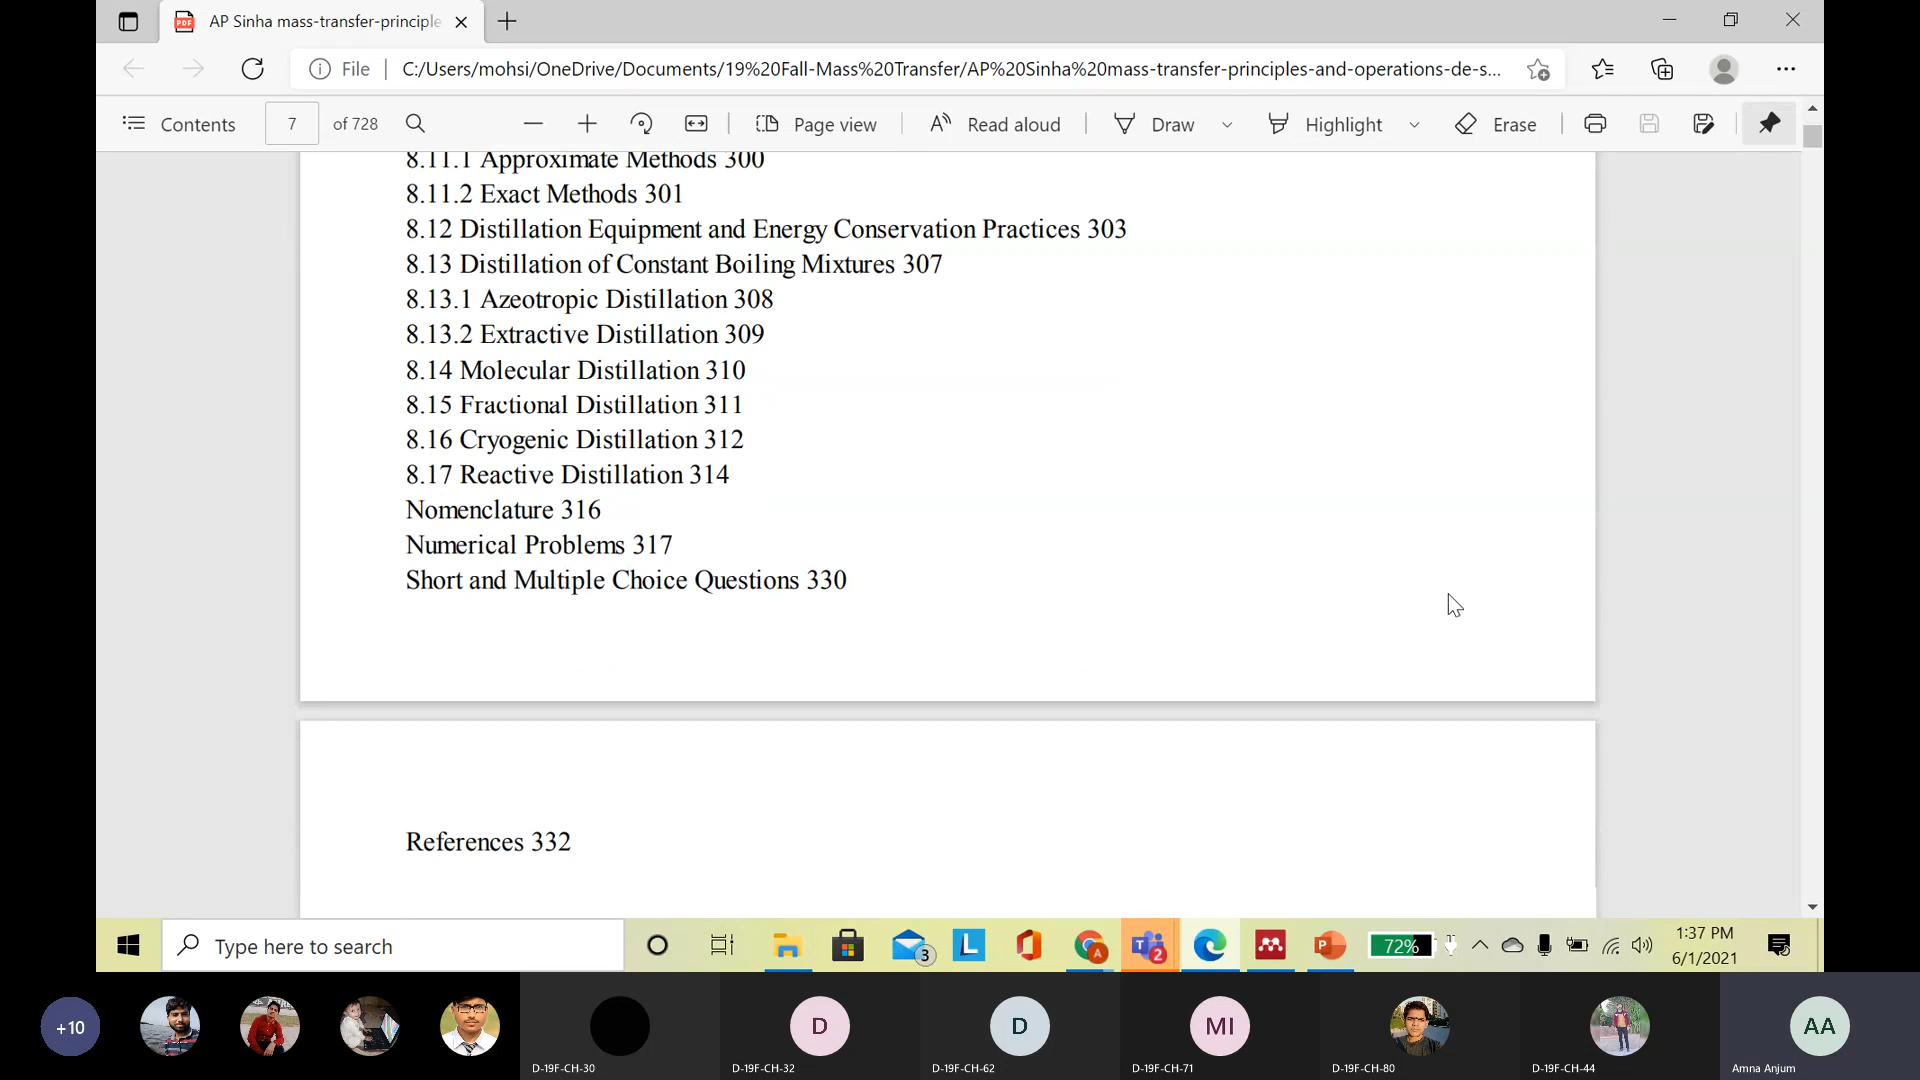 AP Sinha mass-transfer-principle
File
C:/Users/mohsi/OneDrive/Documents/19%20Fall-Mass%20Transfer/AP%20Sinha%20mass-transfer-principles-and-operations-de-s...
Contents
7
of 728
Page view
Read aloud
Draw
Highlight
Erase
8.11.1 Approximate Methods 300
8.11.2 Exact Methods 301
8.12 Distillation Equipment and Energy Conservation Practices 303
8.13 Distillation of Constant Boiling Mixtures 307
8.13.1 Azeotropic Distillation 308
8.13.2 Extractive Distillation 309
8.14 Molecular Distillation 310
8.15 Fractional Distillation 311
8.16 Cryogenic Distillation 312
8.17 Reactive Distillation 314
Nomenclature 316
Numerical Problems 317
Short and Multiple Choice Questions 330
References 332
Type here to search
3
L
A
T
2
P
72%
1:37 PM
6/1/2021
+10
D
D
MI
AA
D-19F-CH-30
D-19F-CH-32
D-19F-CH-62
D-19F-CH-71
D-19F-CH-80
D-19F-CH-44
Amna Anjum